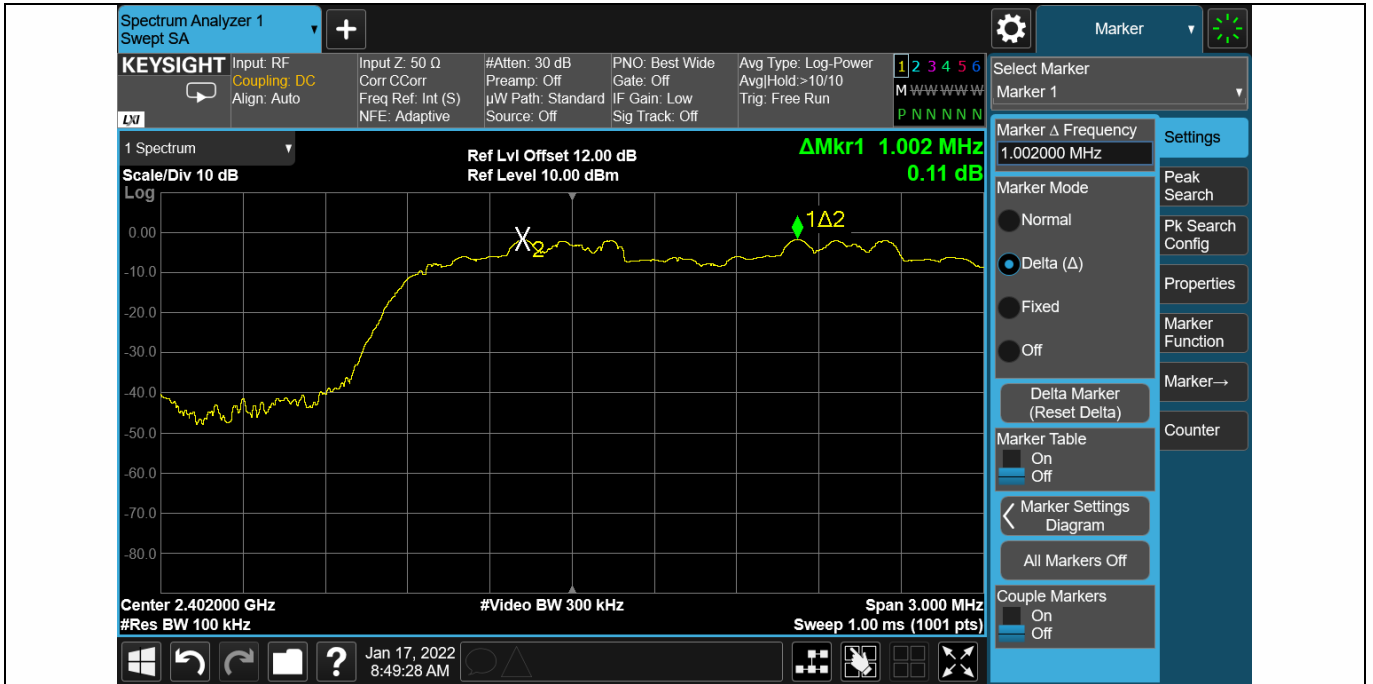 Spectrum Analyzer 1
Swept SA
+
Marker
KEYSIGHT
LXI
Input: RF
Coupling: DC
Align: Auto
Input Z: 50 Ω
Corr CCorr
Freq Ref: Int (S)
NFE: Adaptive
#Atten: 30 dB
Preamp: Off
µW Path: Standard
Source: Off
PNO: Best Wide
Gate: Off
IF Gain: Low
Sig Track: Off
Avg Type: Log-Power
Avg|Hold:>10/10
Trig: Free Run
1 2 3 4 5 6
M W W W W W
P N N N N N
Select Marker
Marker 1
1 Spectrum
Scale/Div 10 dB
Log
Ref Lvl Offset 12.00 dB
Ref Level 10.00 dBm
ΔMkr1 1.002 MHz
0.11 dB
1Δ2
X2
0.00
-10.0
-20.0
-30.0
-40.0
-50.0
-60.0
-70.0
-80.0
Center 2.402000 GHz
#Res BW 100 kHz
#Video BW 300 kHz
Span 3.000 MHz
Sweep 1.00 ms (1001 pts)
Marker Δ Frequency
1.002000 MHz
Marker Mode
Normal
Delta (Δ)
Fixed
Off
Delta Marker
(Reset Delta)
Marker Table
On
Off
Marker Settings
Diagram
All Markers Off
Couple Markers
On
Off
Settings
Peak
Search
Pk Search
Config
Properties
Marker
Function
Marker→
Counter
?
Jan 17, 2022
8:49:28 AM